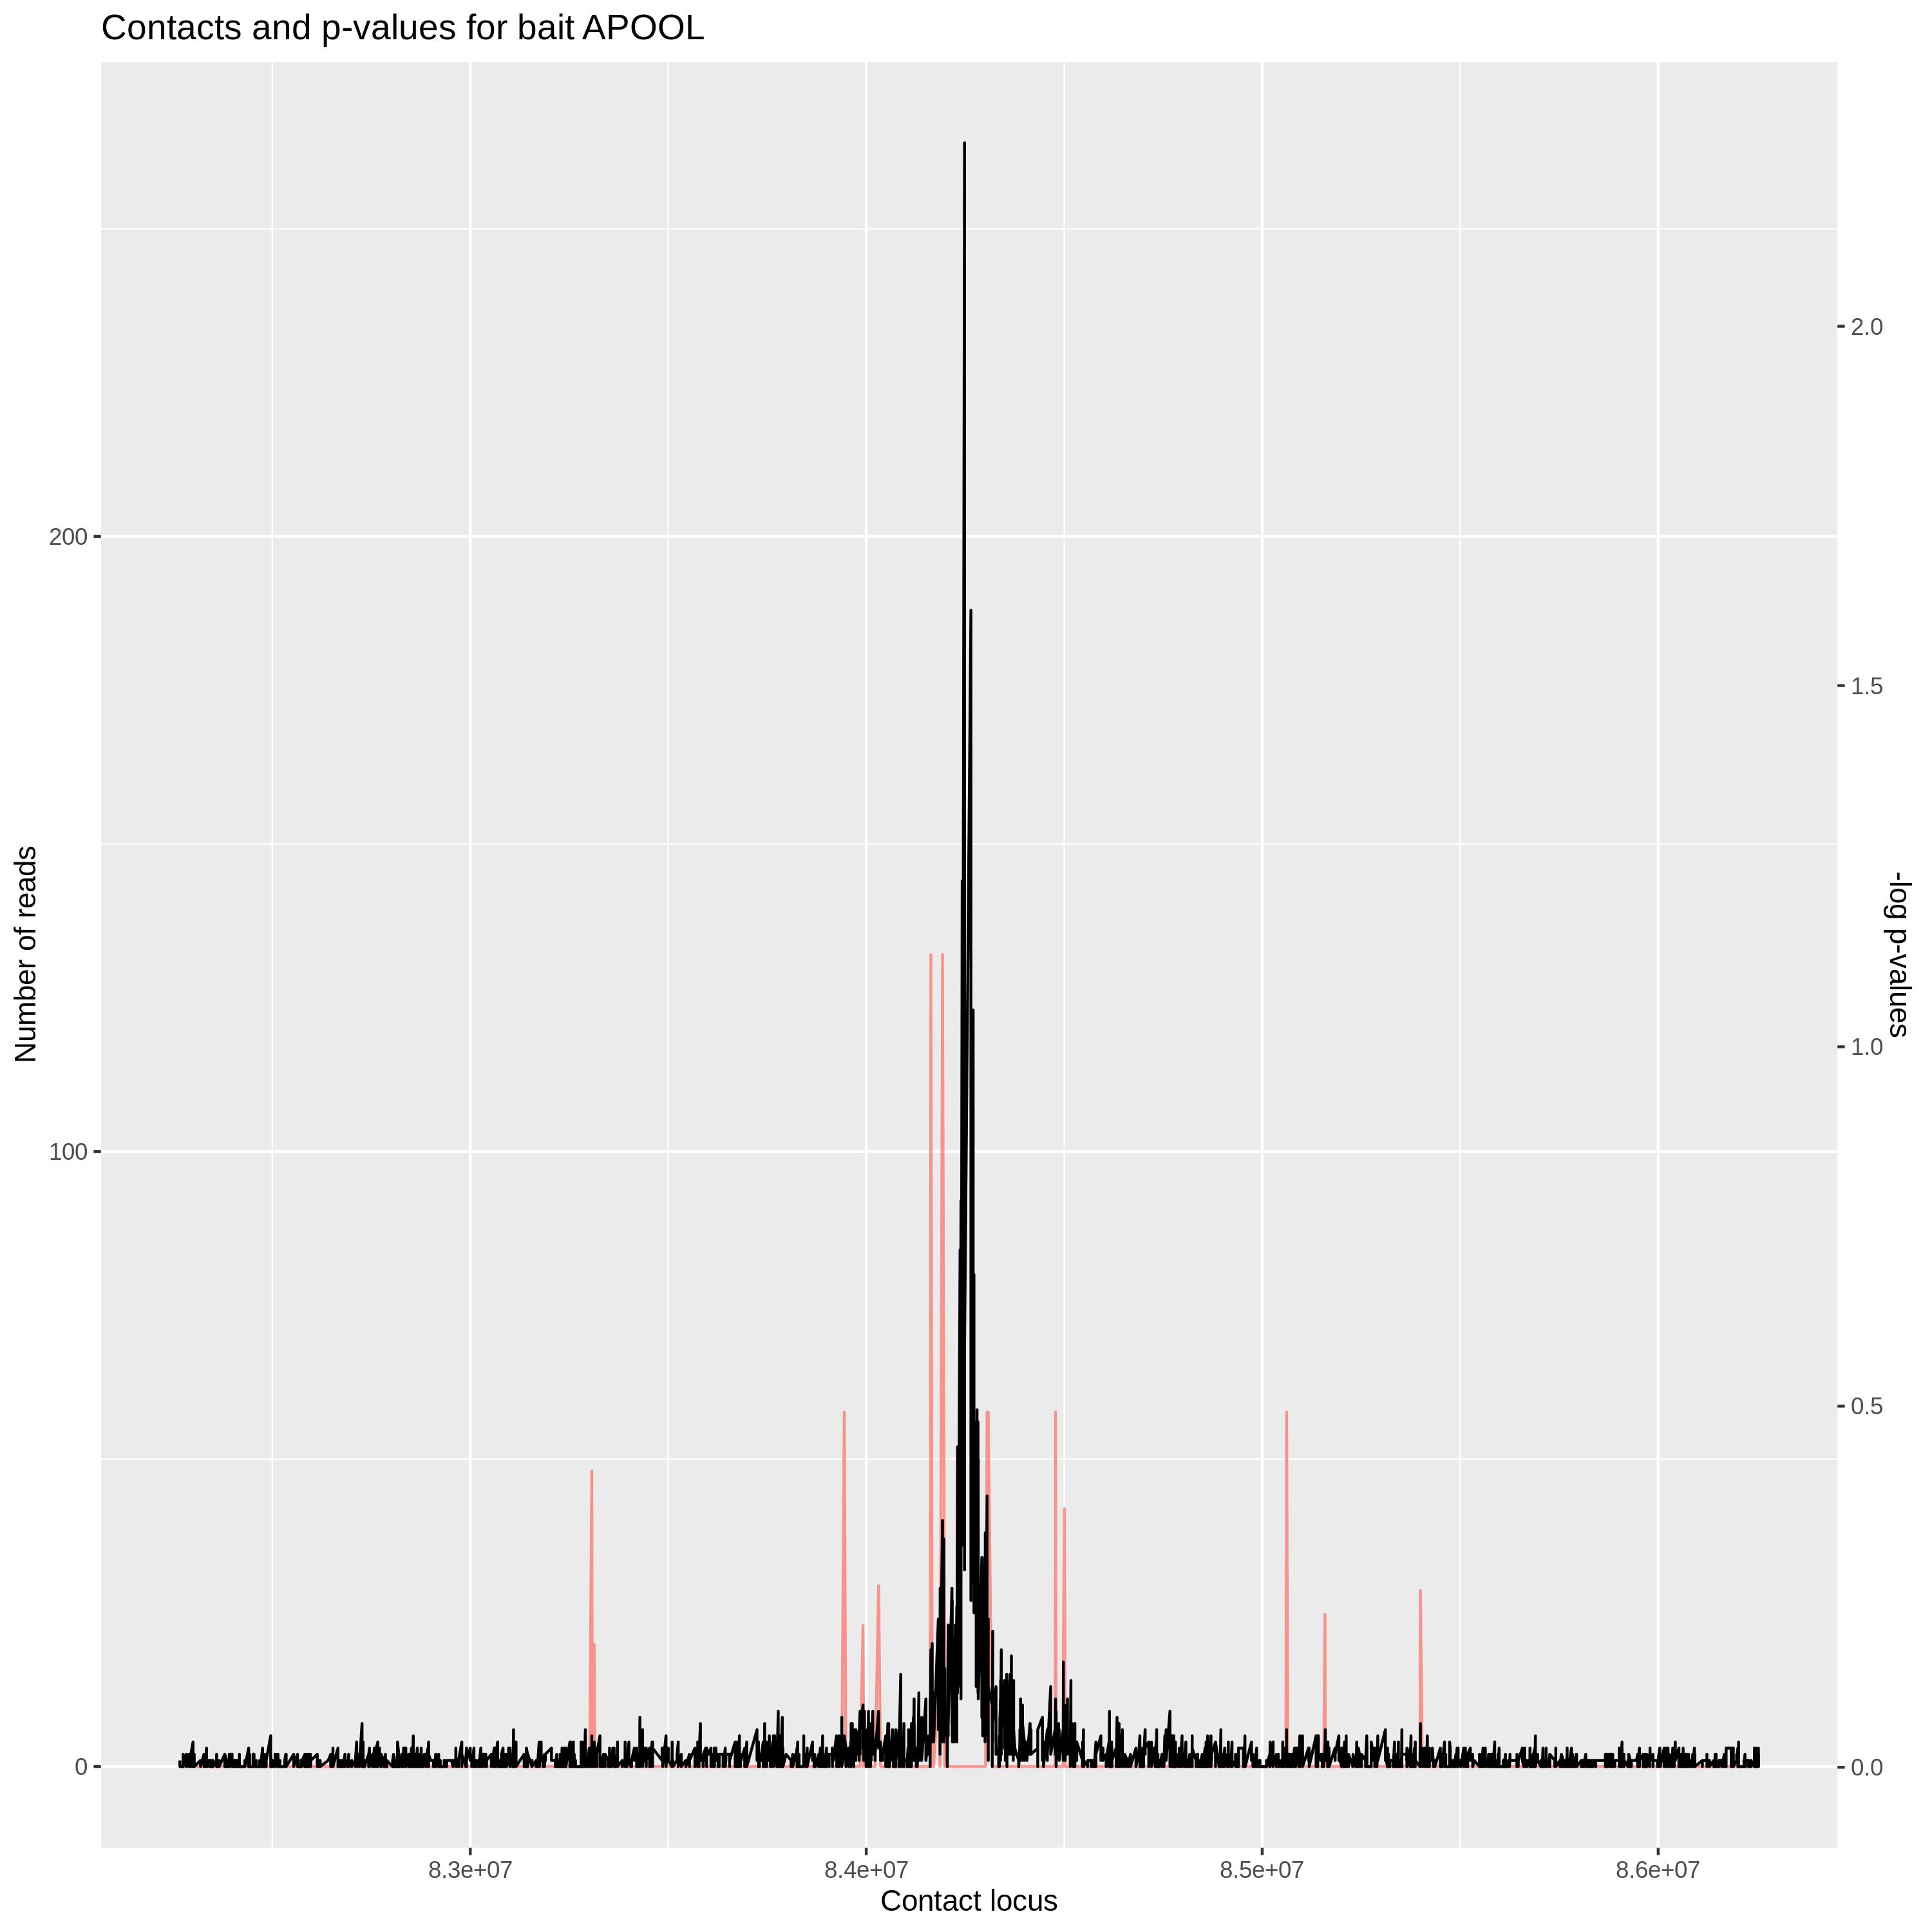 Contacts and p-values for bait APOOL
Number of reads
200
100
0
2.0
1.5
1.0
0.5
0.0
-log p-values
8.3e+07
8.4e+07
8.5e+07
8.6e+07
Contact locus